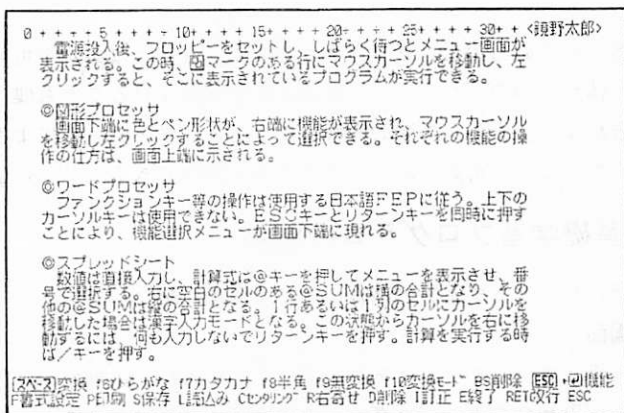 0 + + + + 5 + + + + 10+ + + + 15+ + + + 20+ + + + 25+ + + + 30+ + <鏡野太郎>
電源投入後、フロッピーをセットし、しばらく待つとメニュー画面が
表示される。この時、マークのある行にマウスカーソルを移動し、左
クリックすると、そこに表示されているプログラムが実行できる。
◎図形プロセッサ
画面下端に色とペン形状が、右端に機能が表示され、マウスカーソル
を移動し左クリックすることによって選択できる。それぞれの機能の操
作の仕方は、画面上端に示される。
◎ワードプロセッサ
ファンクションキー等の操作は使用する日本語FEPに従う。上下の
カーソルキーは使用できない。ESCキーとリターンキーを同時に押す
ことにより、機能選択メニューが画面下端に現れる。
◎スプレッドシート
数値は直接入力し、計算式は@キーを押してメニューを表示させ、番
号で選択する。右に空白のセルのある@SUMは横の合計となり、その
他の@SUMは縦の合計となる。1行あるいは1列のセルにカーソルを
移動した場合は漢字入力モードとなる。この状態からカーソルを右に移
動するには、何も入力しないでリターンキーを押す。計算を実行する時
は/キーを押す。
[スペース]変換 f6ひらがな f7カタカナ f8半角 f9無変換 f10変換モード BS削除 [ESC]+機能
F書式設定 P印刷 S保存 L読込み Cセンタリング R右寄せ D削除 I訂正 E終了 RET改行 ESC